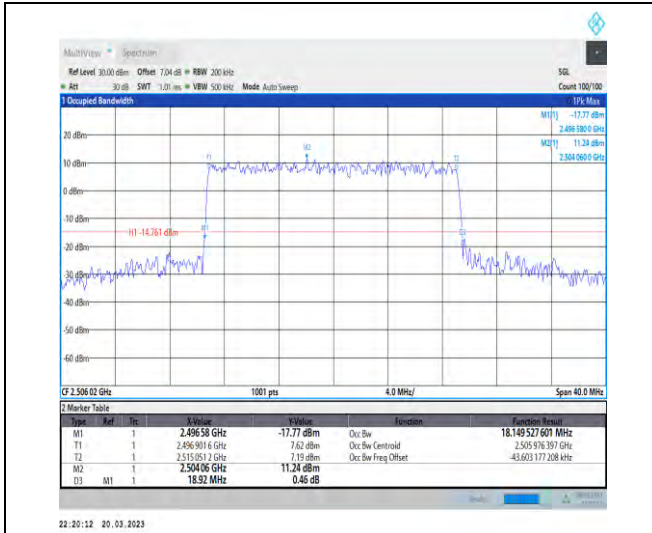 MultiView Spectrum
Ref Level 30.00 dBm Offset 7.04 dB RBW 200 kHz SGL
Att 30 dB SWT 1.01 ms VBW 500 kHz Mode Auto Sweep Count 100/100
1 Occupied Bandwidth 1Pk Max
M1[1] -17.77 dBm
2.496 580 0 GHz
M2[1] 11.24 dBm
2.504 060 0 GHz
20 dBm
M2
T1
T2
10 dBm
0 dBm
-10 dBm
M1
H1 -14.761 dBm
D3
-20 dBm
-30 dBm
-40 dBm
-50 dBm
-60 dBm
CF 2.506 02 GHz 1001 pts 4.0 MHz/ Span 40.0 MHz
2 Marker Table
Type Ref Trc X-Value Y-Value Function Function Result
M1 1 2.496 58 GHz -17.77 dBm Occ Bw 18.149 527 601 MHz
T1 1 2.496 901 6 GHz 7.62 dBm Occ Bw Centroid 2.505 976 397 GHz
T2 1 2.515 051 2 GHz 7.19 dBm Occ Bw Freq Offset -43.603 177 208 kHz
M2 1 2.504 06 GHz 11.24 dBm
D3 M1 1 18.92 MHz 0.46 dB
22:20:12 20.03.2023